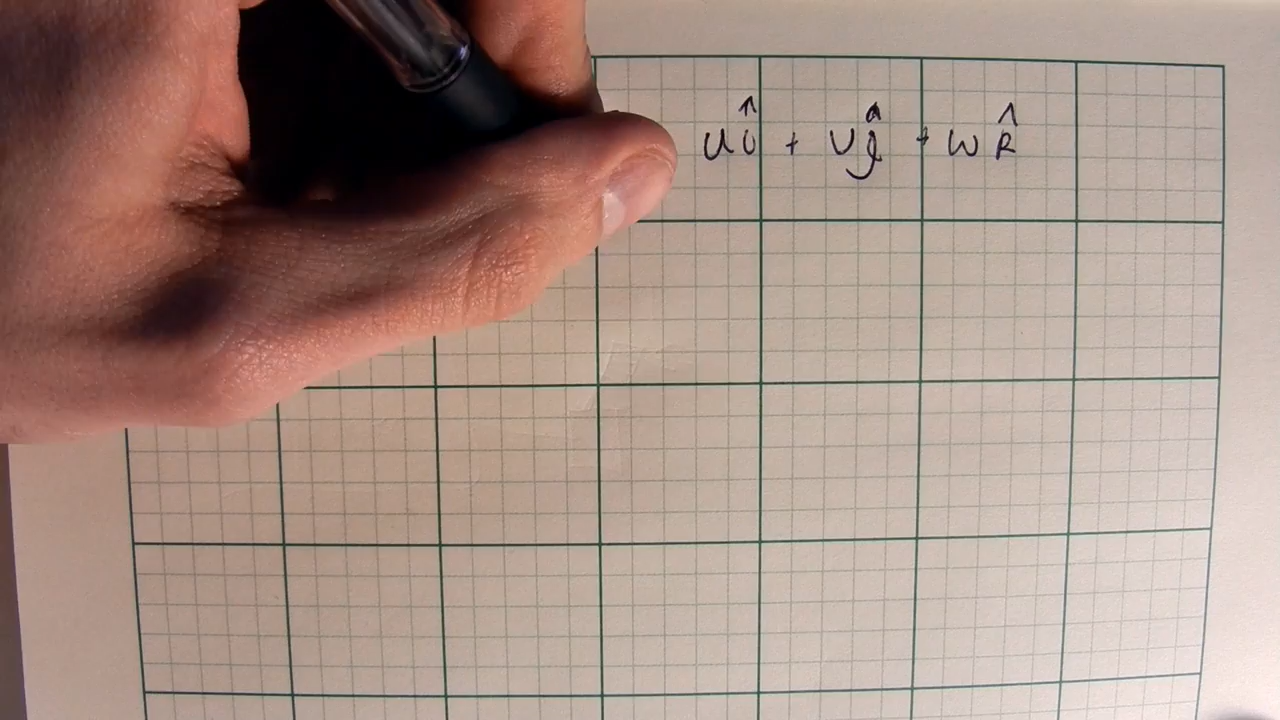 uî + vĵ + wk̂